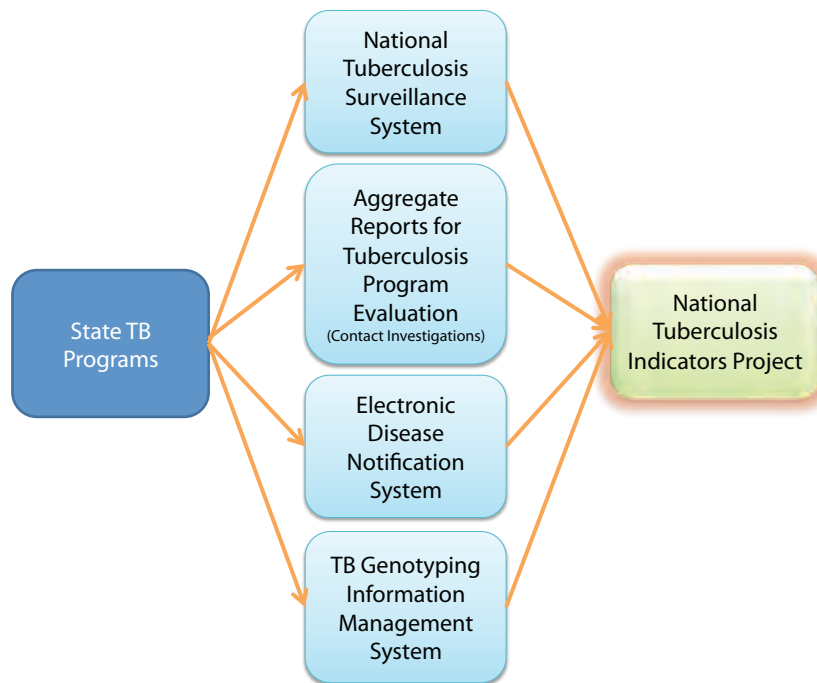 National
Tuberculosis
Surveillance
System
Aggregate
Reports for
Tuberculosis
Program
Evaluation
(Contact Investigations)
State TB
Programs
National
Tuberculosis
Indicators Project
Electronic
Disease
Notification
System
TB Genotyping
Information
Management
System